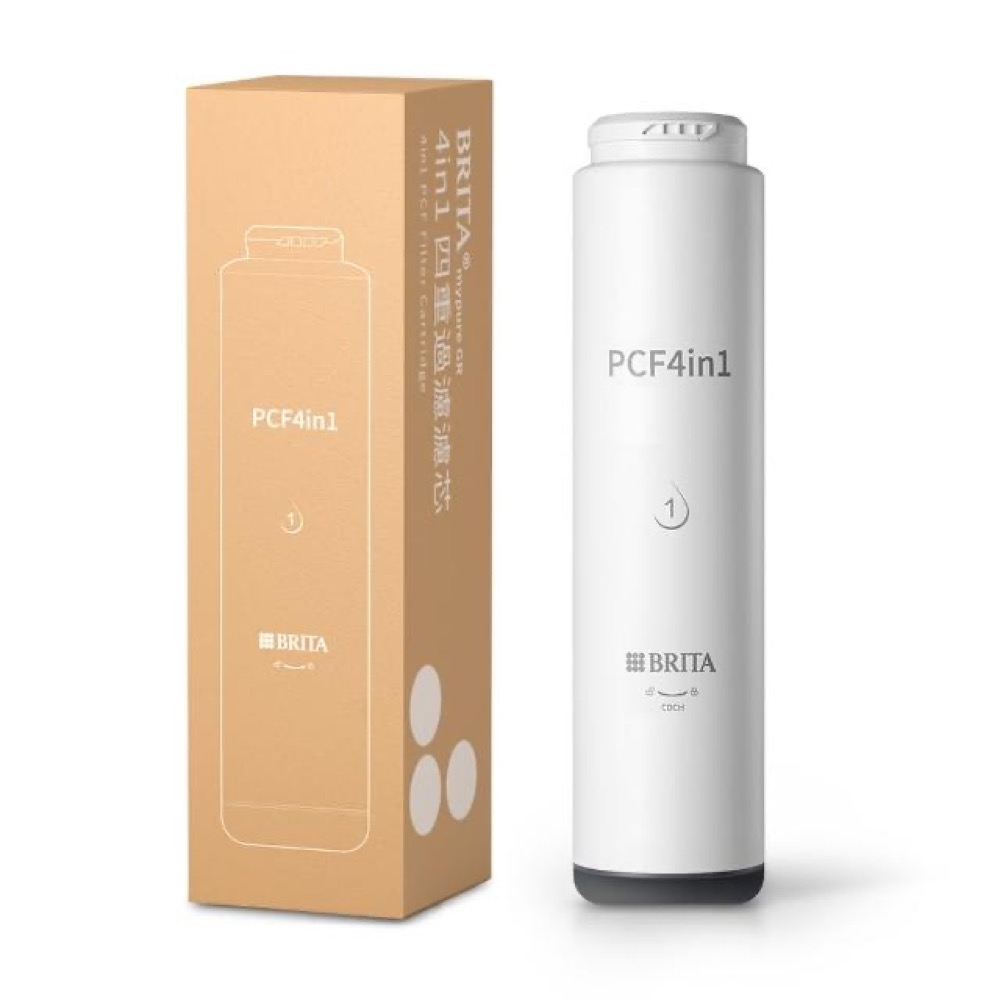 BRITA® mypure GR
4in1 四重過濾濾芯
4in1 PCF Filter Cartridge
PCF4in1
1
BRITA
PCF4in1
1
BRITA
CDCH